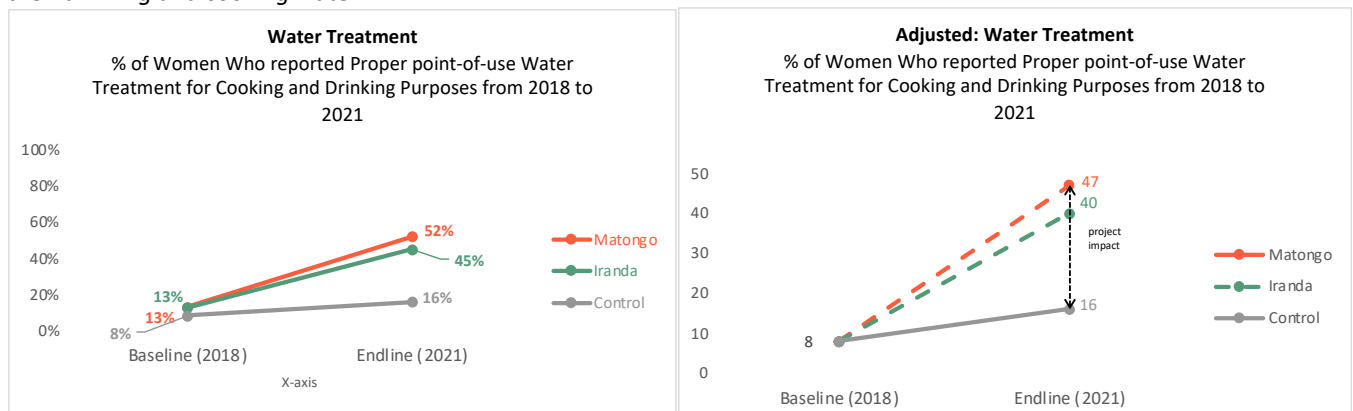 Water Treatment
% of Women Who reported Proper point-of-use Water
Treatment for Cooking and Drinking Purposes from 2018 to
2021
100%
80%
60%
40%
20%
0%
52%
45%
16%
13%
13%
8%
Baseline (2018)
Endline (2021)
X-axis
Matongo
Iranda
Control
Adjusted: Water Treatment
% of Women Who reported Proper point-of-use Water
Treatment for Cooking and Drinking Purposes from 2018 to
2021
50
40
30
20
10
0
47
40
project
impact
16
8
Baseline (2018)
Endline (2021)
Matongo
Iranda
Control